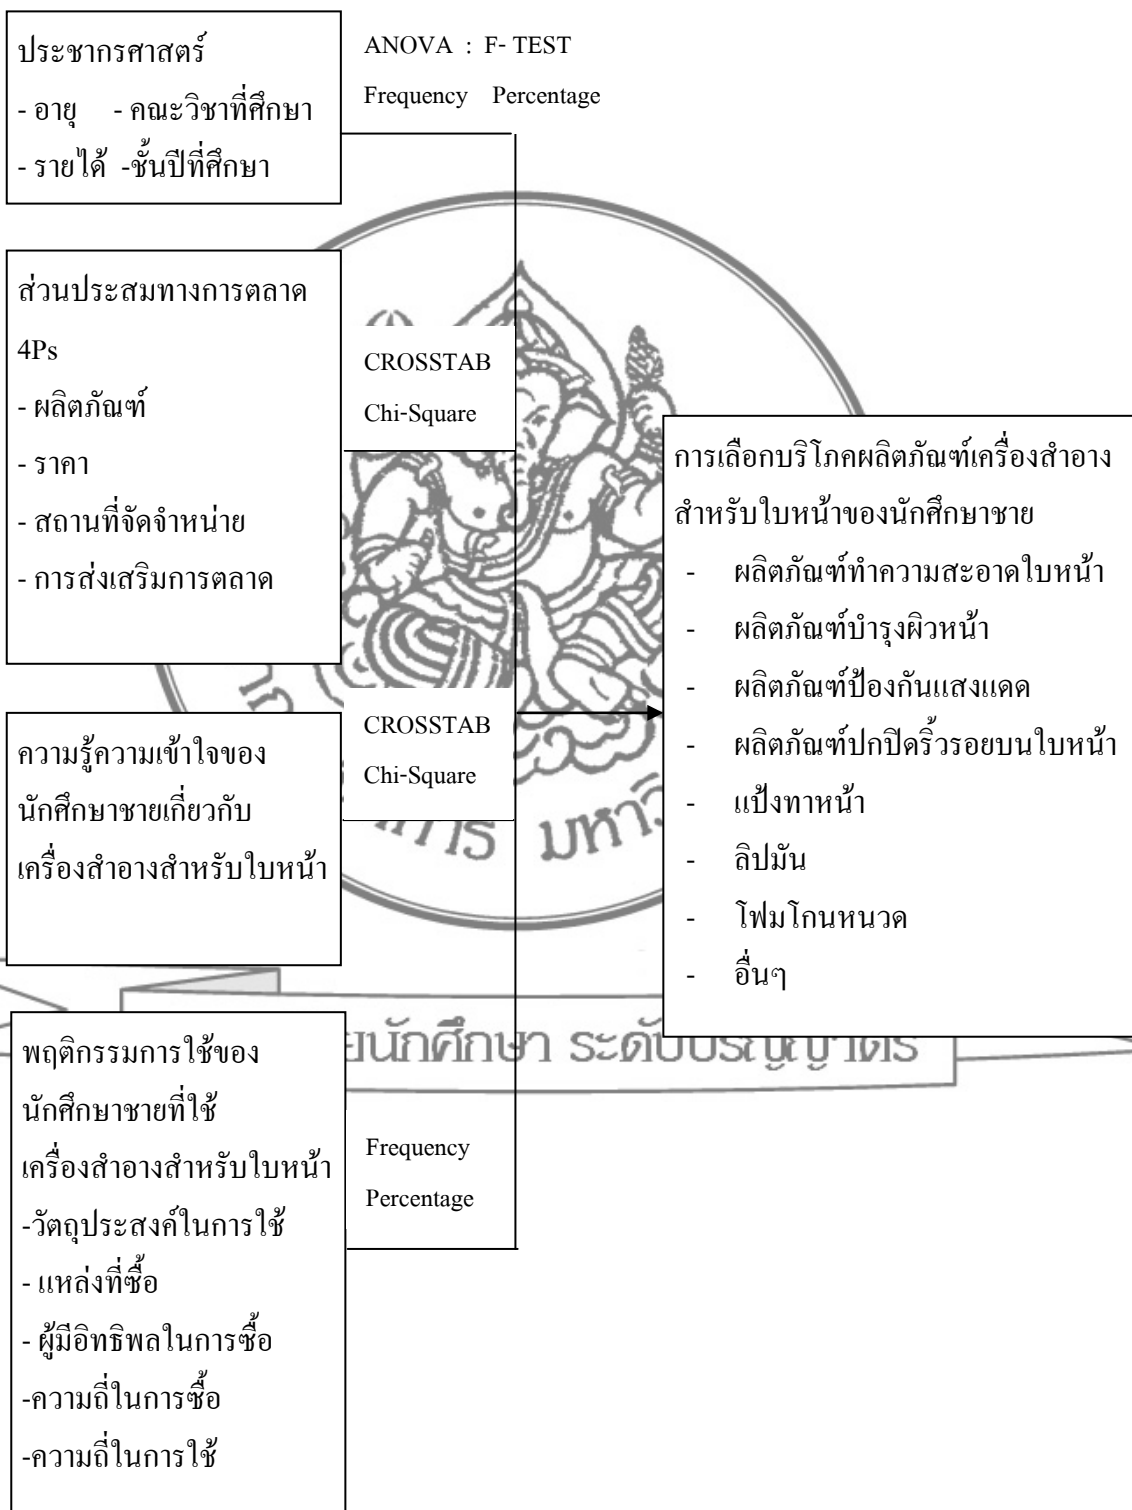 ประชากรศาสตร์
- อายุ - คณะวิชาที่ศึกษา
- รายได้ -ชั้นปีที่ศึกษา
ANOVA : F- TEST
Frequency Percentage
ส่วนประสมทางการตลาด
4Ps
- ผลิตภัณฑ์
- ราคา
- สถานที่จัดจำหน่าย
- การส่งเสริมการตลาด
CROSSTAB
Chi-Square
ความรู้ความเข้าใจของ
นักศึกษาชายเกี่ยวกับ
เครื่องสำอางสำหรับใบหน้า
CROSSTAB
Chi-Square
พฤติกรรมการใช้ของ
นักศึกษาชายที่ใช้
เครื่องสำอางสำหรับใบหน้า
-วัตถุประสงค์ในการใช้
- แหล่งที่ซื้อ
- ผู้มีอิทธิพลในการซื้อ
-ความถี่ในการซื้อ
-ความถี่ในการใช้
Frequency
Percentage
การเลือกบริโภคผลิตภัณฑ์เครื่องสำอาง
สำหรับใบหน้าของนักศึกษาชาย
- ผลิตภัณฑ์ทำความสะอาดใบหน้า
- ผลิตภัณฑ์บำรุงผิวหน้า
- ผลิตภัณฑ์ป้องกันแสงแดด
- ผลิตภัณฑ์ปกปิดริ้วรอยบนใบหน้า
- แป้งทาหน้า
- ลิปมัน
- โฟมโกนหนวด
- อื่นๆ
นักศึกษา ระดับปริญญาตรี